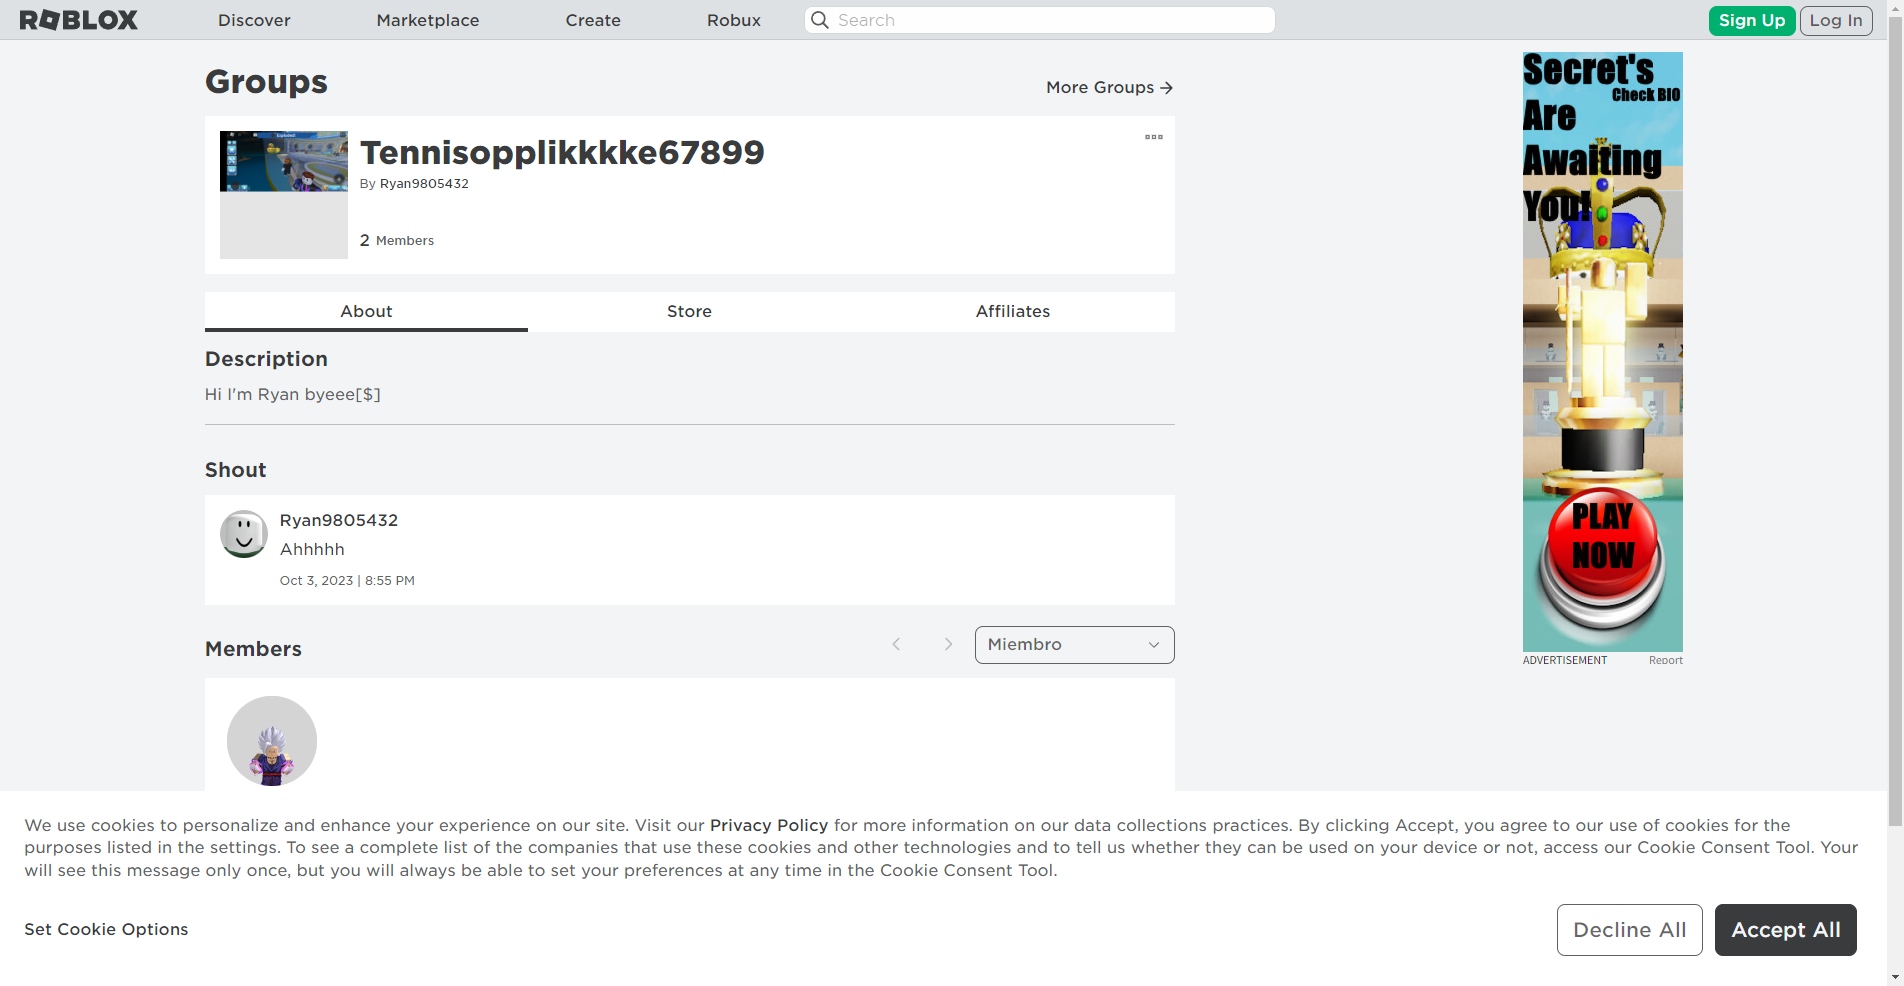 ROBLOX
Discover
Marketplace
Create
Robux
Search
Sign Up
Log In
Groups
More Groups
Tennisopplikkkke67899
By Ryan9805432
2 Members
About
Store
Affiliates
Description
Hi I'm Ryan byeee[$]
Shout
Ryan9805432
Ahhhhh
Oct 3, 2023 | 8:55 PM
Members
Miembro
Secret's
Check BIO
Are
Awaiting
You!
PLAY
NOW
ADVERTISEMENT
Report
We use cookies to personalize and enhance your experience on our site. Visit our Privacy Policy for more information on our data collections practices. By clicking Accept, you agree to our use of cookies for the
purposes listed in the settings. To see a complete list of the companies that use these cookies and other technologies and to tell us whether they can be used on your device or not, access our Cookie Consent Tool. Your
will see this message only once, but you will always be able to set your preferences at any time in the Cookie Consent Tool.
Set Cookie Options
Decline All
Accept All